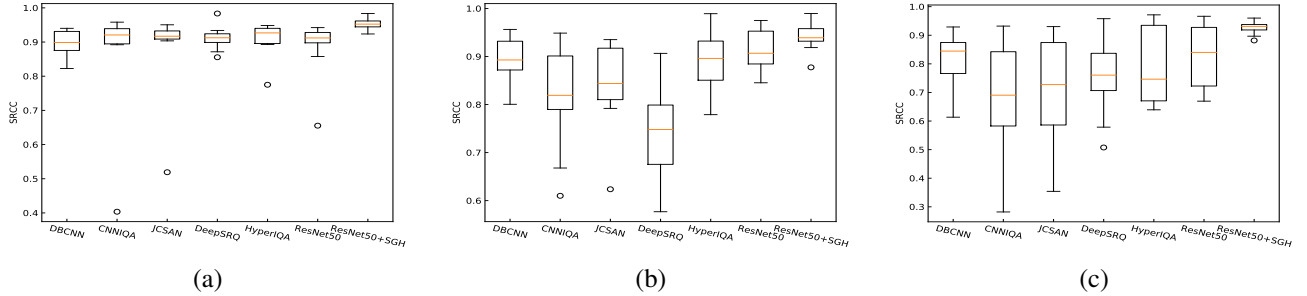 1.0
0.9
0.8
0.7
0.6
0.5
0.4
SRCC
DBCNN
CNNIQA
JCSAN
DeepSRQ
HyperIQA
ResNet50
ResNet50+SGH
(a)
1.0
0.9
0.8
0.7
0.6
SRCC
DBCNN
CNNIQA
JCSAN
DeepSRQ
HyperIQA
ResNet50
ResNet50+SGH
(b)
1.0
0.9
0.8
0.7
0.6
0.5
0.4
0.3
SRCC
DBCNN
CNNIQA
JCSAN
DeepSRQ
HyperIQA
ResNet50
ResNet50+SGH
(c)